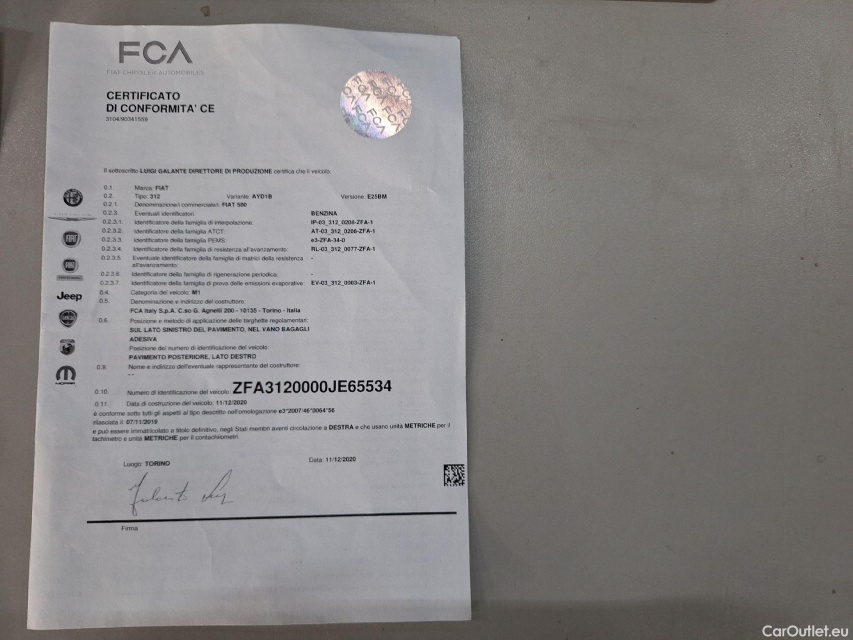 FCA
FIAT CHRYSLER AUTOMOBILES
CERTIFICATO
DI CONFORMITA' CE
3104/90341559
Il sottoscritto LUIGI GALANTE DIRETTORE DI PRODUZIONE certifica che il veicolo:
0.1. Marca: FIAT
0.2. Tipo: 312 Variante: AYD1B Versione: E25BM
0.2.1. Denominazione/i commerciale/i: FIAT 500
0.2.3. Eventuali identificatori: BENZINA
0.2.3.1. Identificatore della famiglia di interpolazione: IP-03_312_0208-ZFA-1
0.2.3.2. Identificatore della famiglia ATCT: AT-03_312_0206-ZFA-1
0.2.3.3. Identificatore della famiglia PEMS: e3-ZFA-34-0
0.2.3.4. Identificatore della famiglia di resistenza all'avanzamento: RL-03_312_0077-ZFA-1
0.2.3.5. Eventuale identificatore della famiglia di matrici della resistenza -
all'avanzamento:
0.2.3.6. Identificatore della famiglia di rigenerazione periodica: -
0.2.3.7. Identificatore della famiglia di prova delle emissioni evaporative: EV-03_312_0003-ZFA-1
0.4. Categoria del veicolo: M1
0.5. Denominazione e indirizzo del costruttore:
FCA Italy S.p.A. C.so G. Agnelli 200 - 10135 - Torino - Italia
0.6. Posizione e metodo di applicazione delle targhette regolamentari:
SUL LATO SINISTRO DEL PAVIMENTO, NEL VANO BAGAGLI
ADESIVA
Posizione del numero di identificazione del veicolo:
PAVIMENTO POSTERIORE, LATO DESTRO
0.9. Nome e indirizzo dell'eventuale rappresentante del costruttore:
--
0.10. Numero di identificazione del veicolo: ZFA3120000JE65534
0.11. Data di costruzione del veicolo: 11/12/2020
è conforme sotto tutti gli aspetti al tipo descritto nell'omologazione e3*2007/46*0064*56
rilasciata il: 07/11/2019
e può essere immatricolato a titolo definitivo, negli Stati membri aventi circolazione a DESTRA e che usano unità METRICHE per il
tachimetro e unità METRICHE per il contachilometri.
Luogo: TORINO Data: 11/12/2020
Firma
FIAT
Jeep
MOPAR
CarOutlet.eu